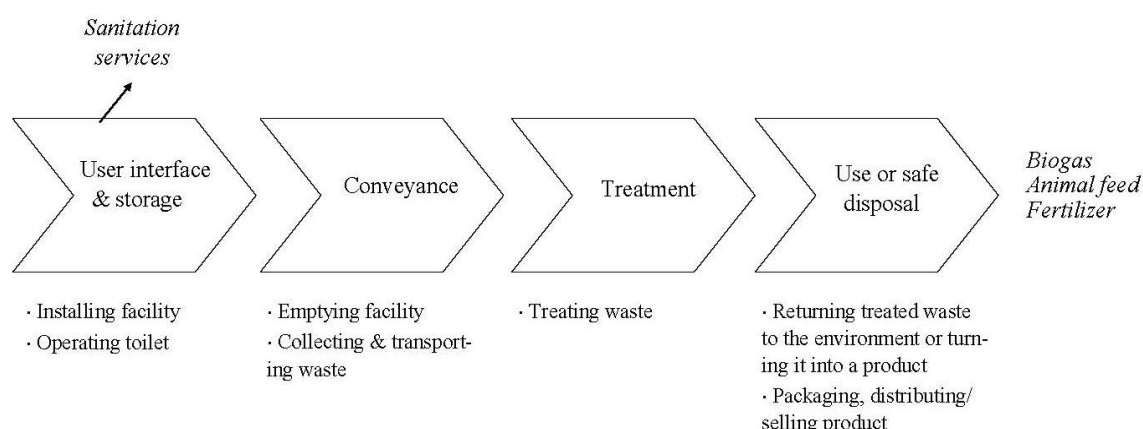 Sanitation
services
User interface
& storage
Conveyance
Treatment
Use or safe
disposal
Biogas
Animal feed
Fertilizer
· Installing facility
· Operating toilet
· Emptying facility
· Collecting & transport-
ing waste
· Treating waste
· Returning treated waste
to the environment or turn-
ing it into a product
· Packaging, distributing/
selling product